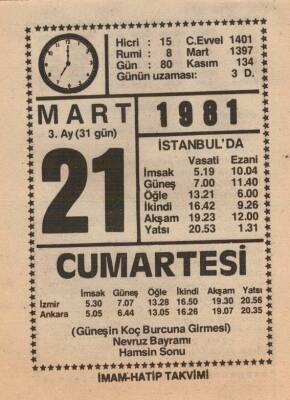 Hicri : 15 C.Evvel 1401
Rumi : 8 Mart 1397
Gün : 80 Kasım 134
Günün uzaması: 3 D.
MART
3. Ay (31 gün)
1981
21
İSTANBUL'DA
Vasati Ezani
İmsak 5.19 10.04
Güneş 7.00 11.40
Öğle 13.21 6.00
İkindi 16.42 9.26
Akşam 19.23 12.00
Yatsı 20.53 1.31
CUMARTESİ
İmsak Güneş Öğle İkindi Akşam Yatsı
İzmir 5.30 7.07 13.28 16.50 19.30 20.56
Ankara 5.05 6.44 13.05 16.26 19.07 20.35
(Güneşin Koç Burcuna Girmesi)
Nevruz Bayramı
Hamsin Sonu
İMAM-HATİP TAKVİMİ